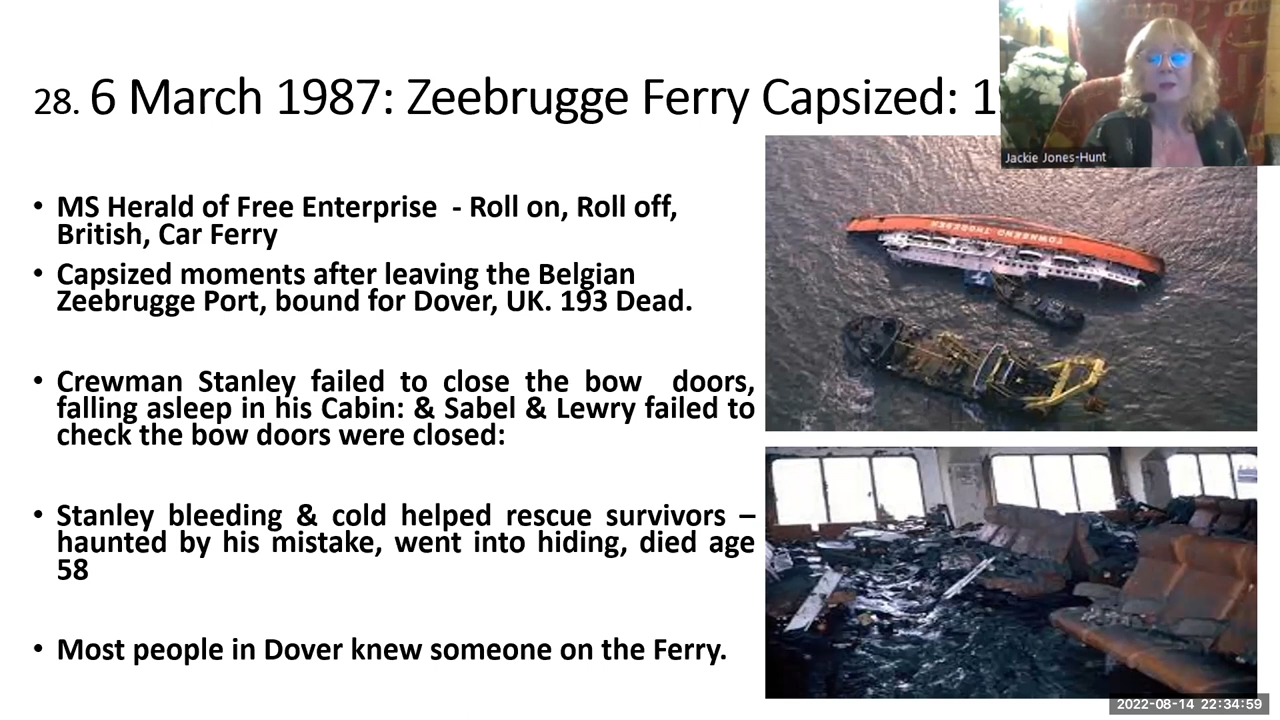 28. 6 March 1987: Zeebrugge Ferry Capsized:
Jackie Jones-Hunt
• MS Herald of Free Enterprise - Roll on, Roll off,
British, Car Ferry
• Capsized moments after leaving the Belgian
Zeebrugge Port, bound for Dover, UK. 193 Dead.
• Crewman Stanley failed to close the bow doors,
falling asleep in his Cabin: & Sabel & Lewry failed to
check the bow doors were closed:
• Stanley bleeding & cold helped rescue survivors –
haunted by his mistake, went into hiding, died age
58
• Most people in Dover knew someone on the Ferry.
TOWNSEND THORESEN
2022-08-14 22:34:59